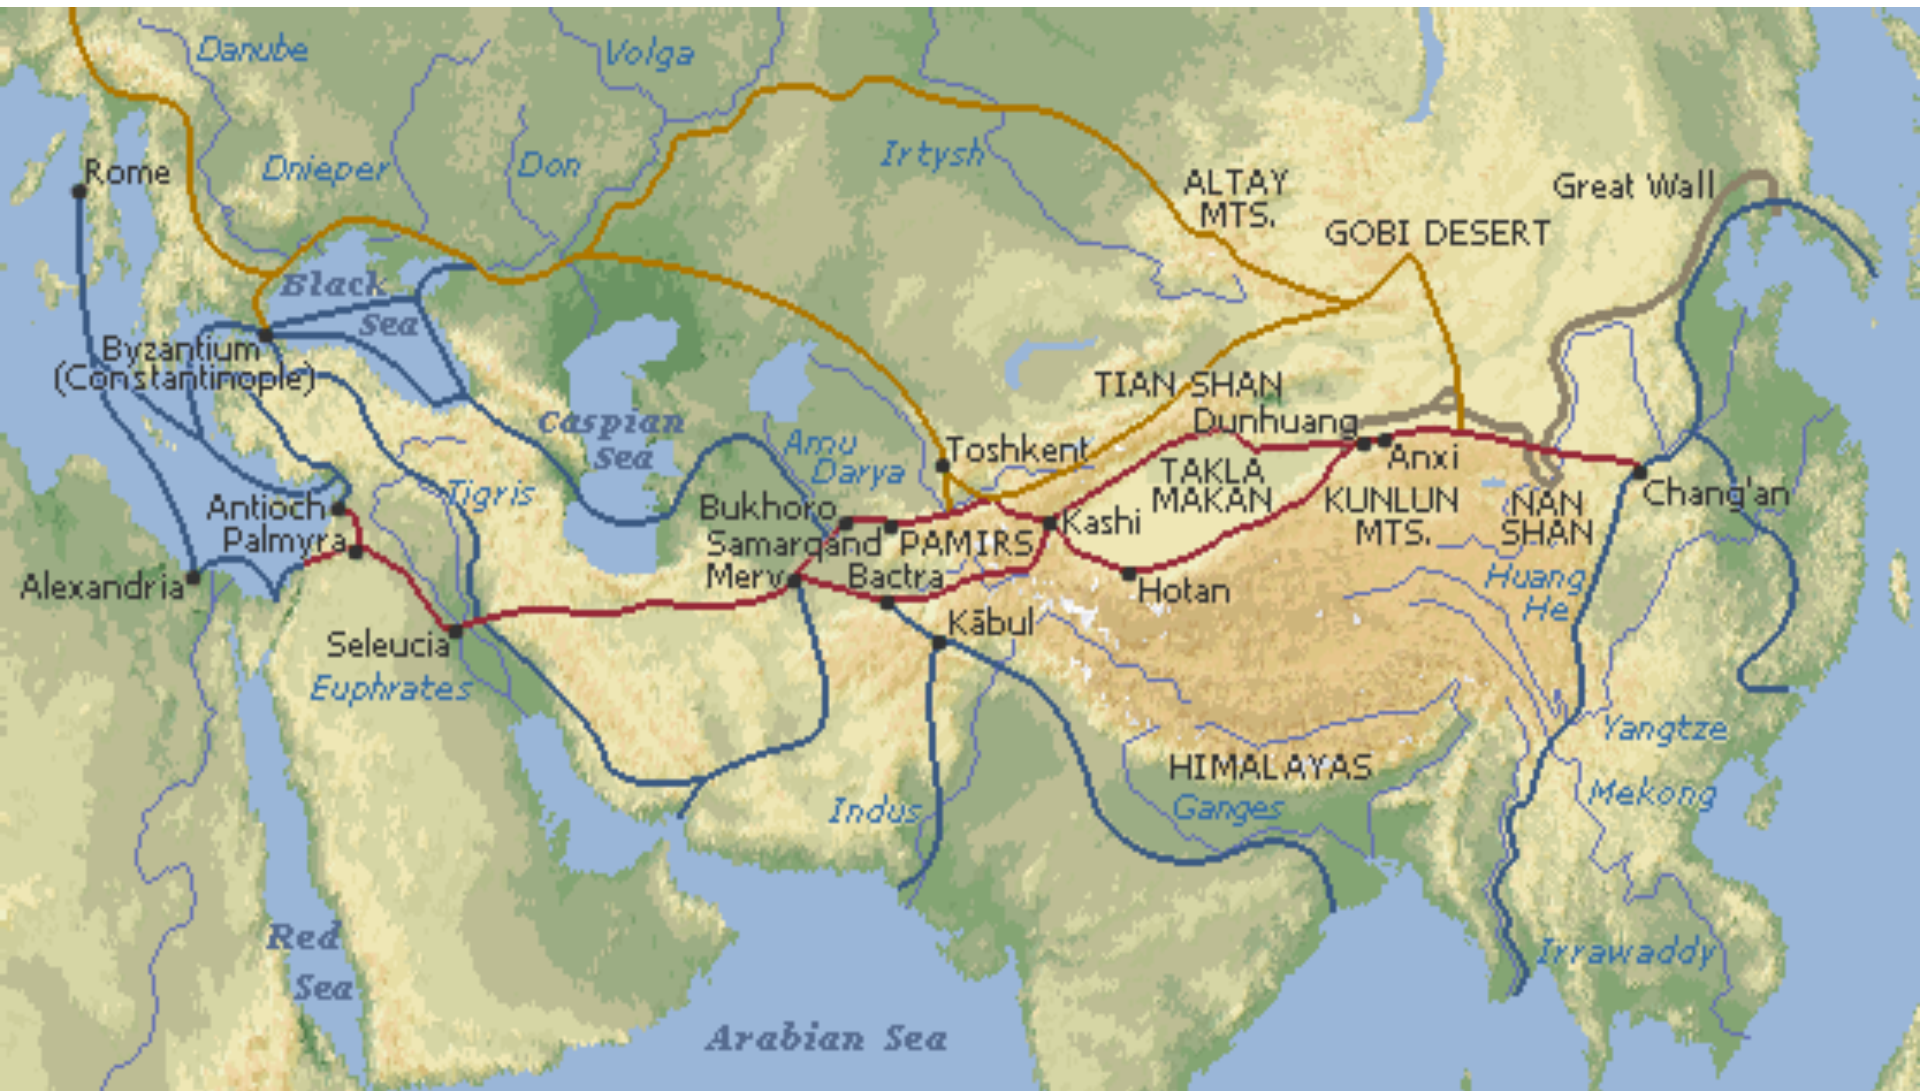 Danube
Volga
Rome
Dnieper
Don
Irtysh
ALTAY
MTS.
Great Wall
GOBI DESERT
Black
Sea
Byzantium
(Constantinople)
TIAN SHAN
Caspian
Sea
Dunhuang
Amu
Darya
Toshkent
TAKLA
MAKAN
Anxi
Tigris
Antioch
Bukhoro
Kashi
KUNLUN
MTS.
NAN
SHAN
Chang'an
Palmyra
Samarqand
PAMIRS
Alexandria
Merv
Bactra
Hotan
Huang
He
Seleucia
Kābul
Euphrates
Yangtze
HIMALAYAS
Indus
Ganges
Mekong
Red
Sea
Irrawaddy
Arabian Sea